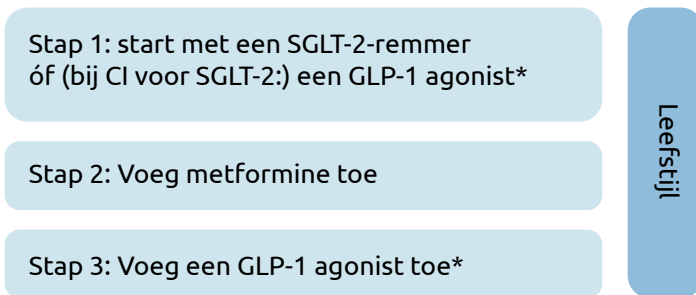 Stap 1: start met een SGLT-2-remmer
óf (bij CI voor SGLT-2:) een GLP-1 agonist*
Stap 2: Voeg metformine toe
Stap 3: Voeg een GLP-1 agonist toe*
Leefstijl